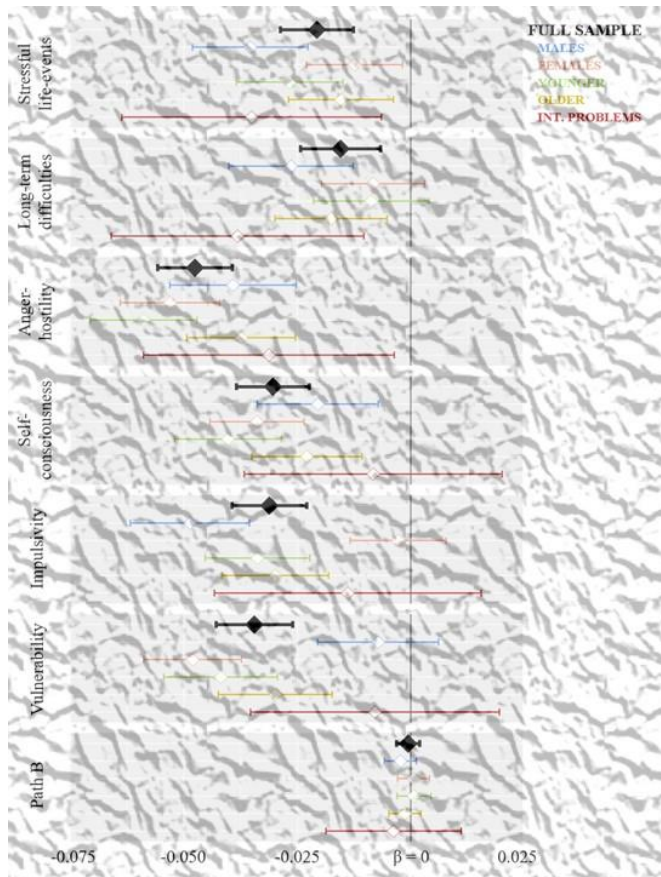 FULL SAMPLE
MALES
FEMALES
YOUNGER
OLDER
INT. PROBLEMS
Stressful
life-events
Long-term
difficulties
Anger-
hostility
Self-
consciousness
Impulsivity
Vulnerability
Path B
-0.075 -0.050 -0.025 β = 0 0.025